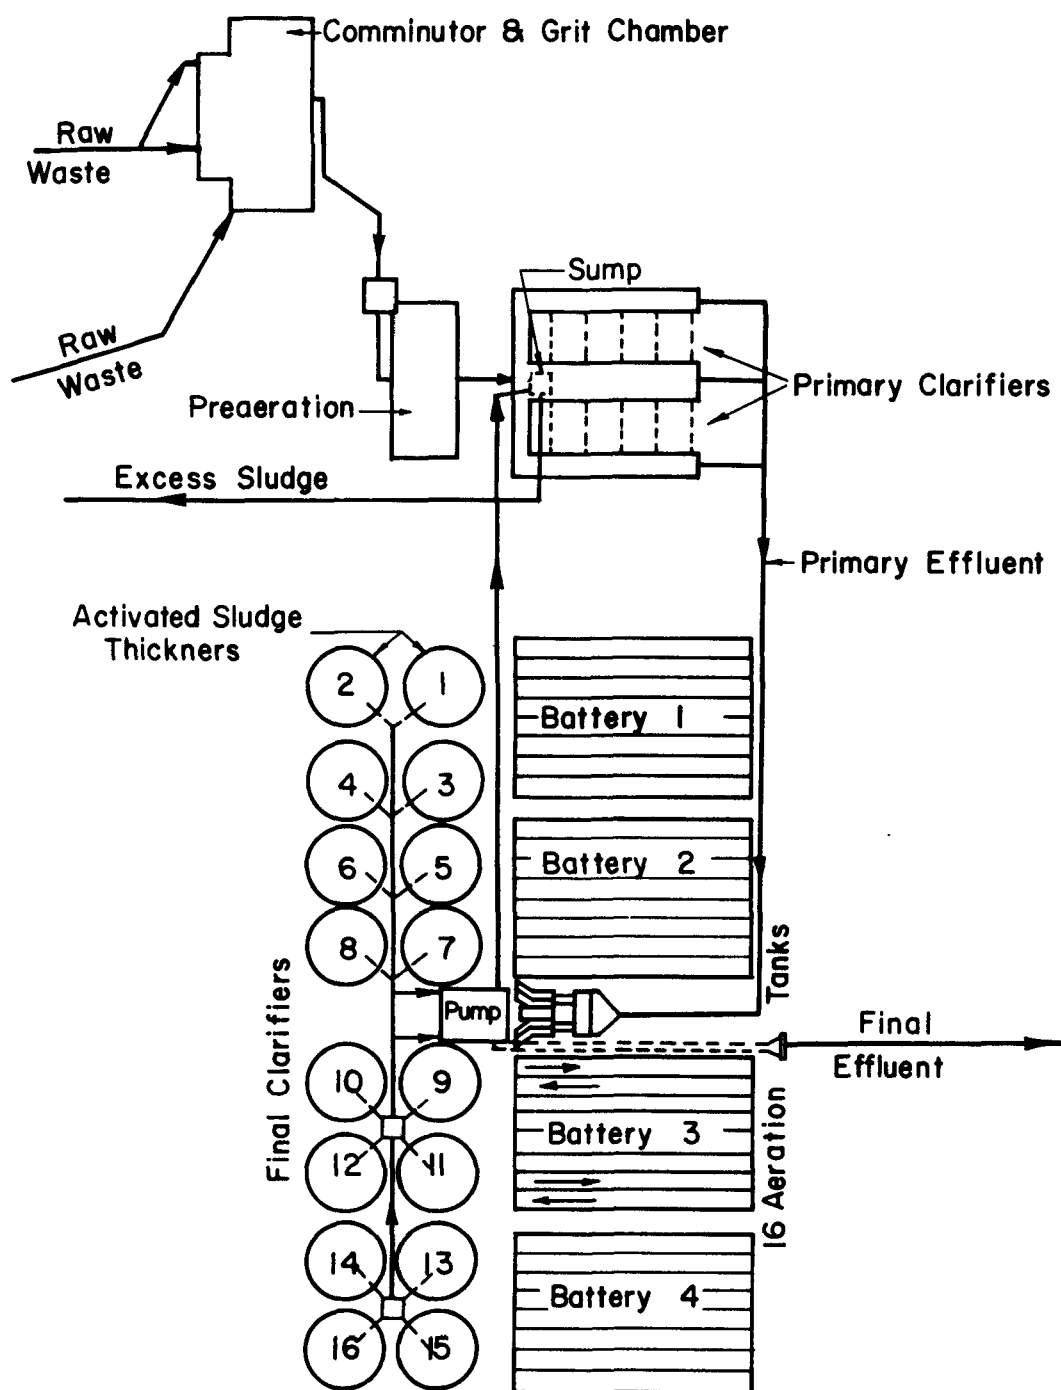 Comminutor & Grit Chamber
Raw
Waste
Raw
Waste
Sump
Preaeration
Primary Clarifiers
Excess Sludge
Primary Effluent
Activated Sludge
Thickners
2
1
Battery 1
4
3
6
5
Battery 2
8
7
Final Clarifiers
Pump
16 Aeration Tanks
Final
Effluent
10
9
12
11
Battery 3
14
13
16
15
Battery 4